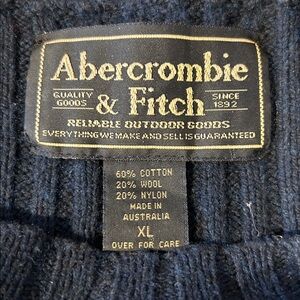 Abercrombie
QUALITY GOODS & Fitch SINCE 1892
RELIABLE OUTDOOR GOODS
EVERYTHING WE MAKE AND SELL IS GUARANTEED
60% COTTON
20% WOOL
20% NYLON
MADE IN
AUSTRALIA
XL
OVER FOR CARE